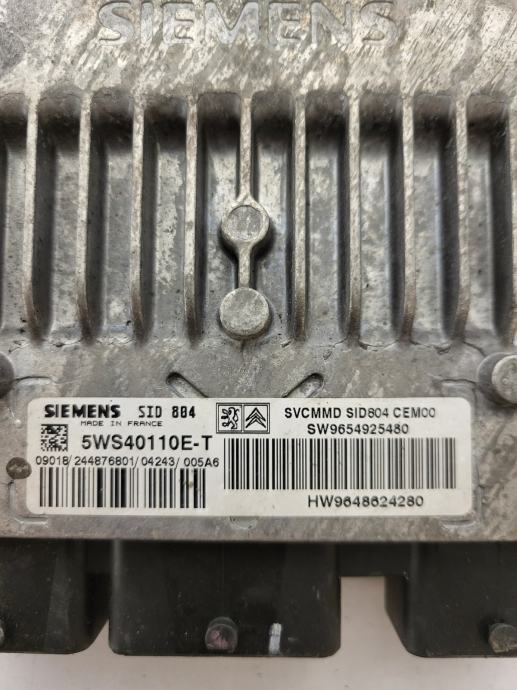 SIEMENS
SIEMENS SID 804
MADE IN FRANCE
5WS40110E-T
09018/244876801/04243/005A6
SVCMMD SID804 CEM00
SW9654925480
HW9648624280